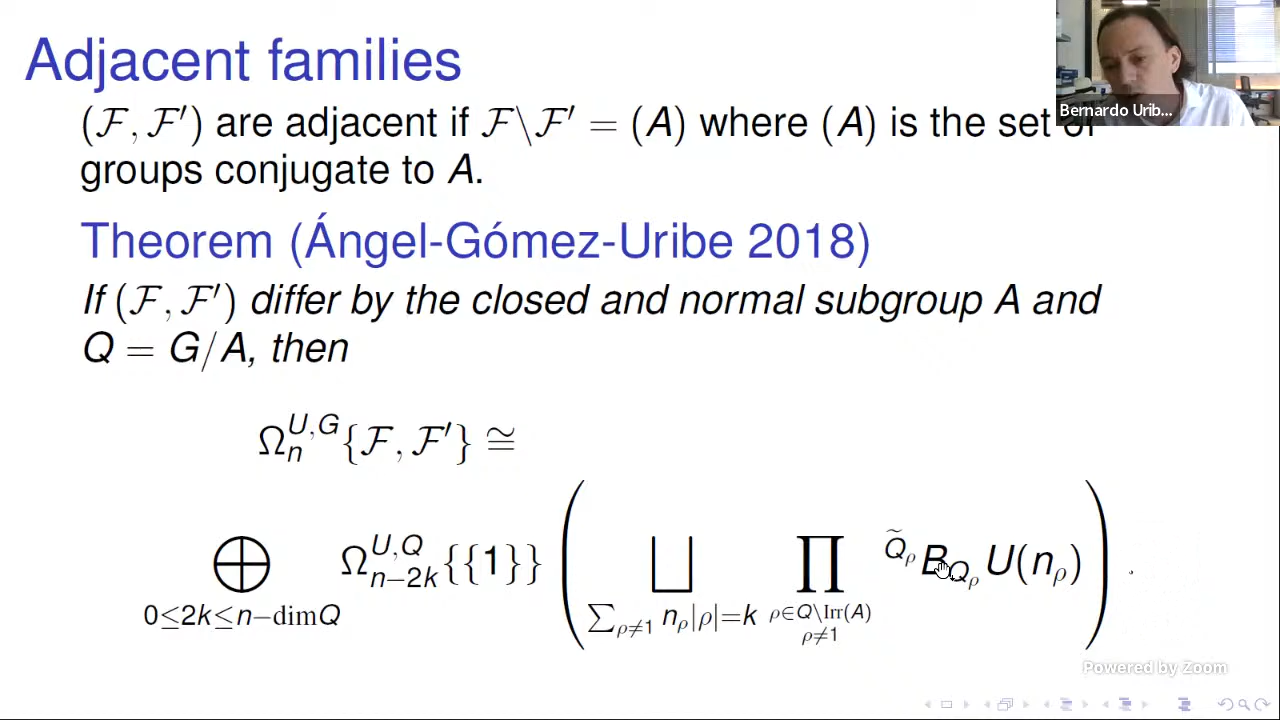 Adjacent families
(ℱ, ℱ′) are adjacent if ℱ\ℱ′ = (A) where (A) is the set of
groups conjugate to A.
Bernardo Urib...
Theorem (Ángel-Gómez-Uribe 2018)
If (ℱ, ℱ′) differ by the closed and normal subgroup A and
Q = G/A, then
Ω_n^{U,G}{ℱ, ℱ′} ≅
⊕_{0≤2k≤n−dimQ} Ω_{n−2k}^{U,Q}{{1}} ( ⨆_{∑_{ρ≠1} n_ρ|ρ|=k} ∏_{ρ∈Q\Irr(A), ρ≠1} ^{Q̃_ρ}B_{Q_ρ}U(n_ρ) ).
Powered by Zoom